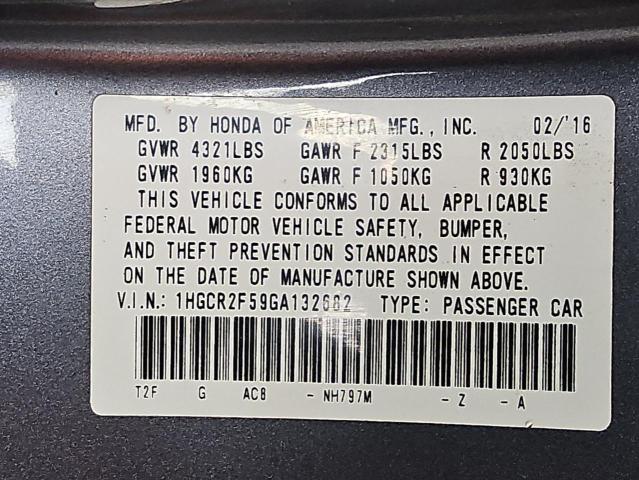 MFD. BY HONDA OF AMERICA MFG., INC. 02/'16
GVWR 4321LBS GAWR F 2315LBS R 2050LBS
GVWR 1960KG GAWR F 1050KG R 930KG
THIS VEHICLE CONFORMS TO ALL APPLICABLE
FEDERAL MOTOR VEHICLE SAFETY, BUMPER,
AND THEFT PREVENTION STANDARDS IN EFFECT
ON THE DATE OF MANUFACTURE SHOWN ABOVE.
V.I.N.: 1HGCR2F59GA132682 TYPE: PASSENGER CAR
T2F G AC8 - NH797M - Z - A